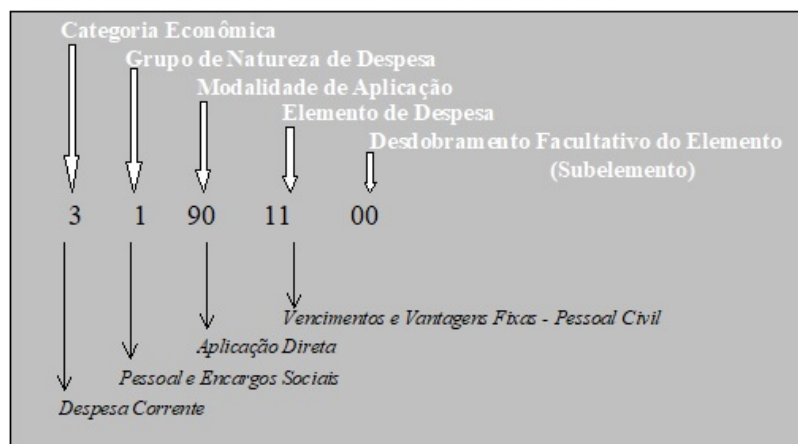 Categoria Econômica
Grupo de Natureza de Despesa
Modalidade de Aplicação
Elemento de Despesa
Desdobramento Facultativo do Elemento
(Subelemento)
3 1 90 11 00
Vencimentos e Vantagens Fixas - Pessoal Civil
Aplicação Direta
Pessoal e Encargos Sociais
Despesa Corrente